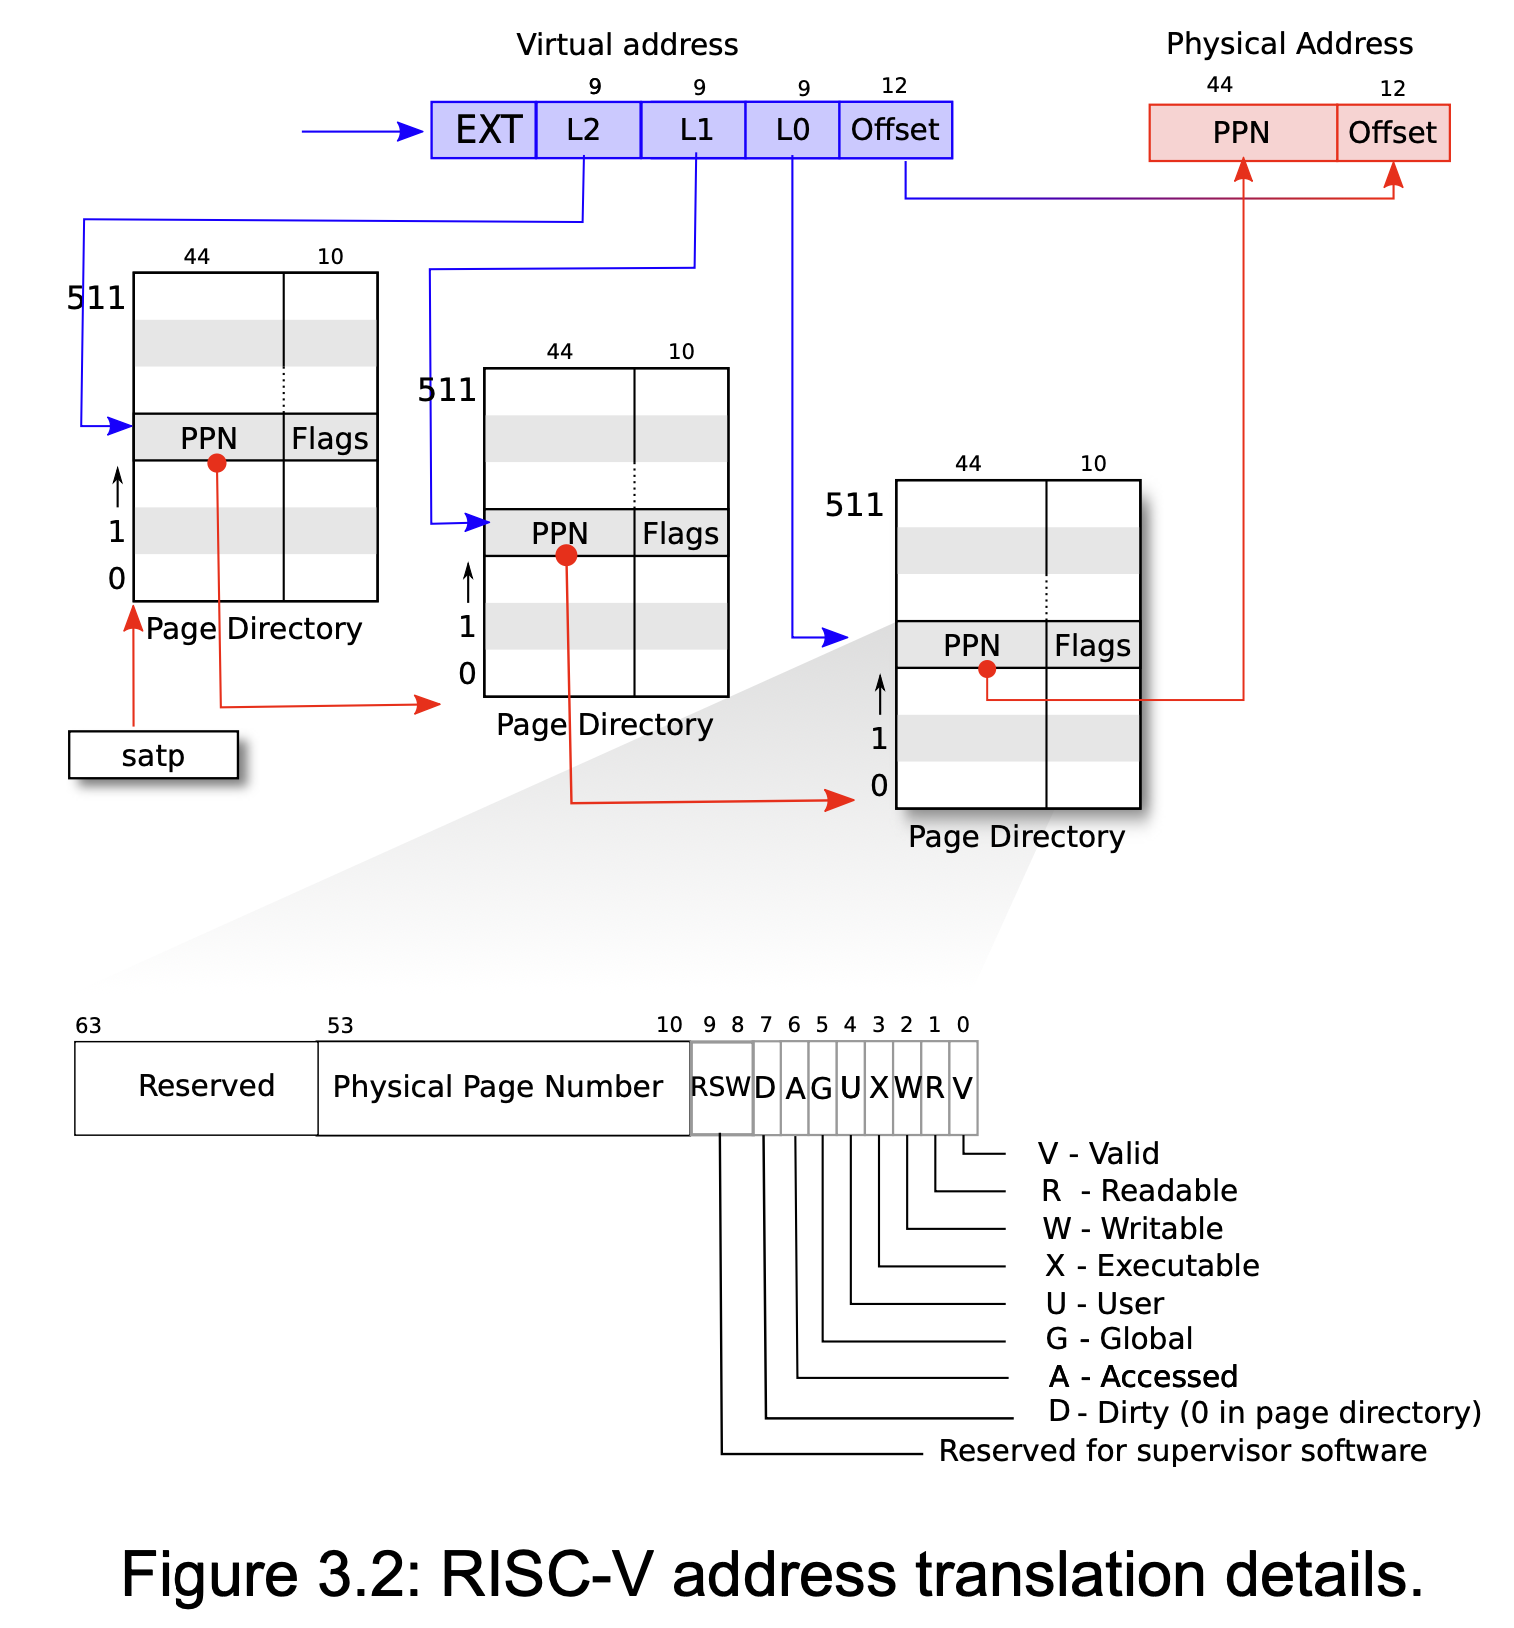 Virtual address
Physical Address
9 9 9 12
44 12
EXT L2 L1 L0 Offset
PPN Offset
44 10
511
PPN Flags
1
0
Page Directory
satp
44 10
511
PPN Flags
1
0
Page Directory
44 10
511
PPN Flags
1
0
Page Directory
63 53 10 9 8 7 6 5 4 3 2 1 0
Reserved Physical Page Number RSW D A G U X W R V
V - Valid
R - Readable
W - Writable
X - Executable
U - User
G - Global
A - Accessed
D - Dirty (0 in page directory)
Reserved for supervisor software
Figure 3.2: RISC-V address translation details.